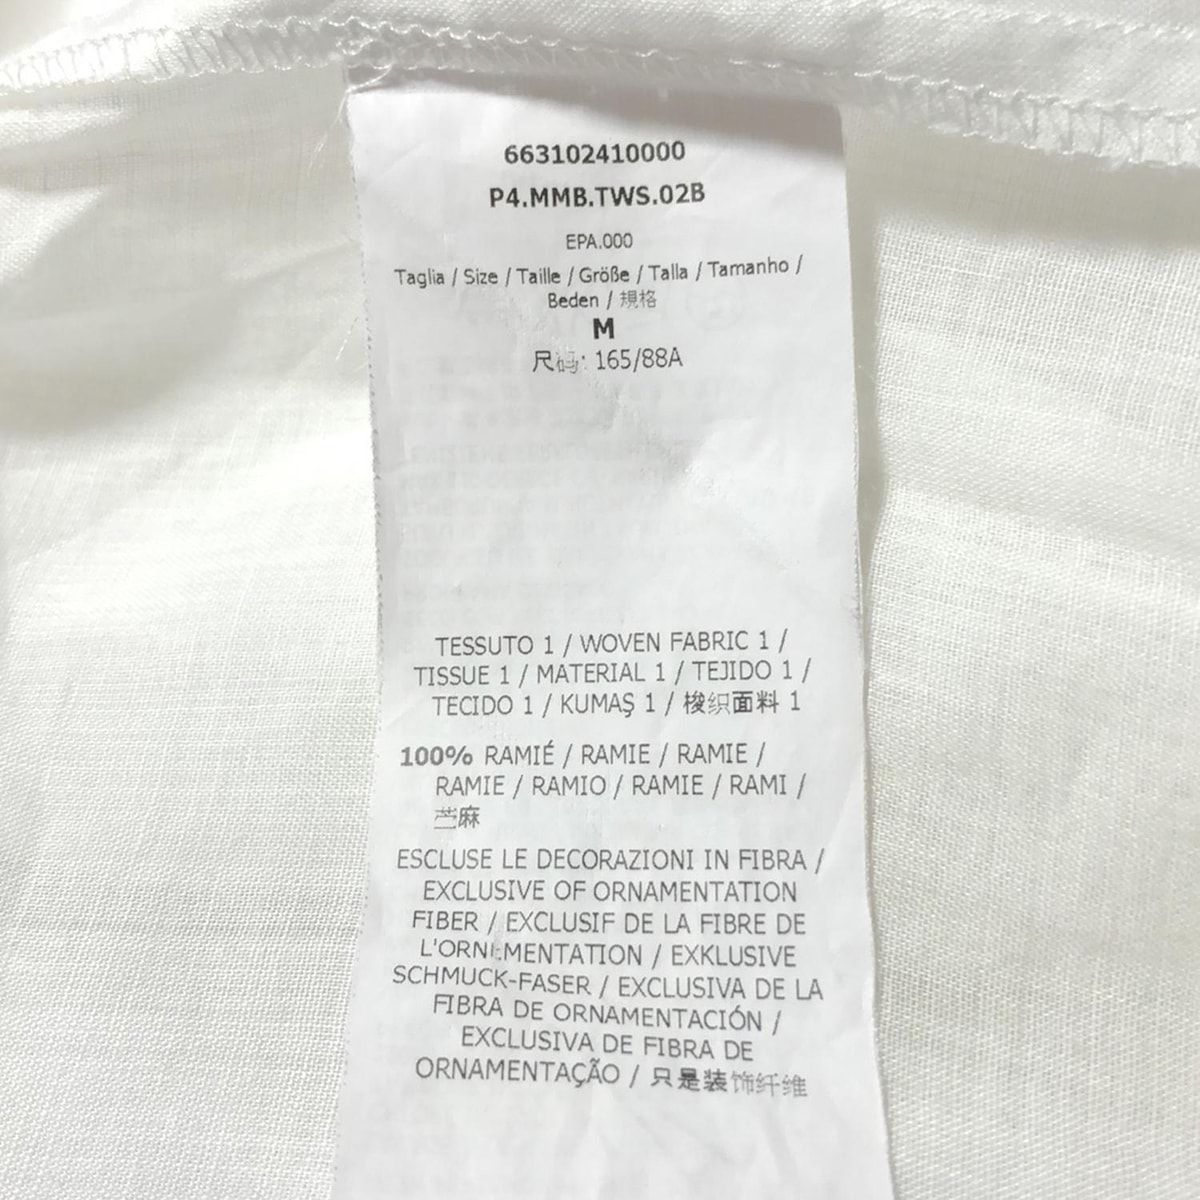 663102410000
P4.MMB.TWS.02B
EPA.000
Taglia / Size / Taille / Größe / Talla / Tamanho /
Beden / 規格
M
尺码: 165/88A
TESSUTO 1 / WOVEN FABRIC 1 /
TISSUE 1 / MATERIAL 1 / TEJIDO 1 /
TECIDO 1 / KUMAŞ 1 / 梭织面料 1
100% RAMIÉ / RAMIE / RAMIE /
RAMIE / RAMIO / RAMIE / RAMI /
苎麻
ESCLUSE LE DECORAZIONI IN FIBRA /
EXCLUSIVE OF ORNAMENTATION
FIBER / EXCLUSIF DE LA FIBRE DE
L'ORNEMENTATION / EXKLUSIVE
SCHMUCK-FASER / EXCLUSIVA DE LA
FIBRA DE ORNAMENTACIÓN /
EXCLUSIVA DE FIBRA DE
ORNAMENTAÇÃO / 只是装饰纤维